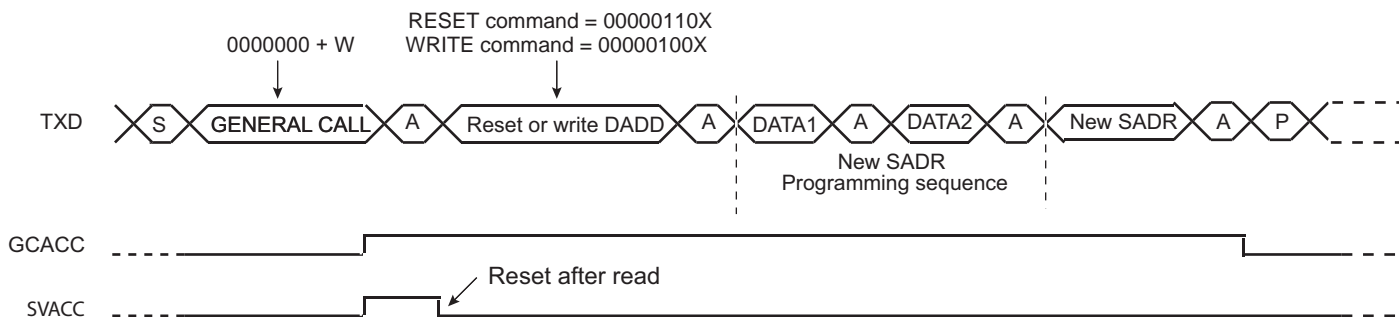 RESET command = 00000110X
0000000 + W
WRITE command = 00000100X
TXD
S
GENERAL CALL
A
Reset or write DADD
A
DATA1
A
DATA2
A
New SADR
A
P
New SADR
Programming sequence
GCACC
Reset after read
SVACC